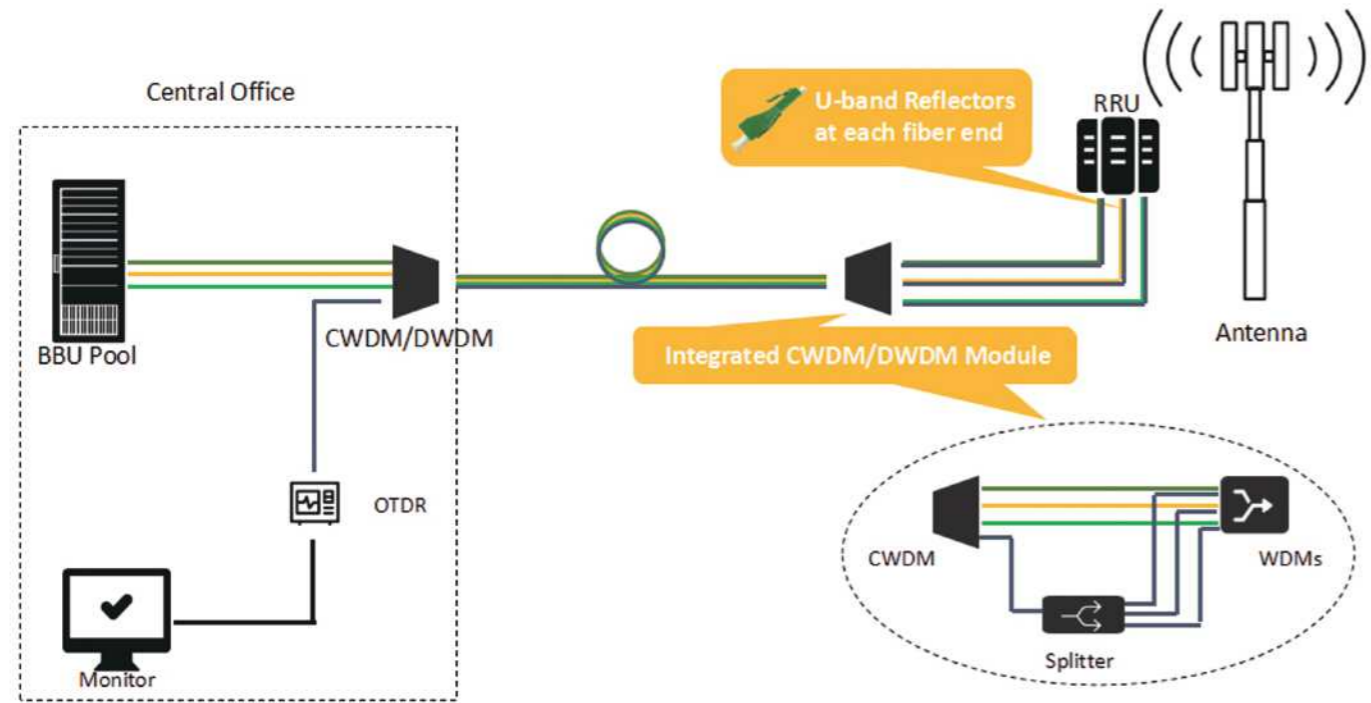 Central Office
U-band Reflectors
at each fiber end
RRU
BBU Pool
CWDM/DWDM
Antenna
Integrated CWDM/DWDM Module
OTDR
CWDM
WDMs
Splitter
Monitor